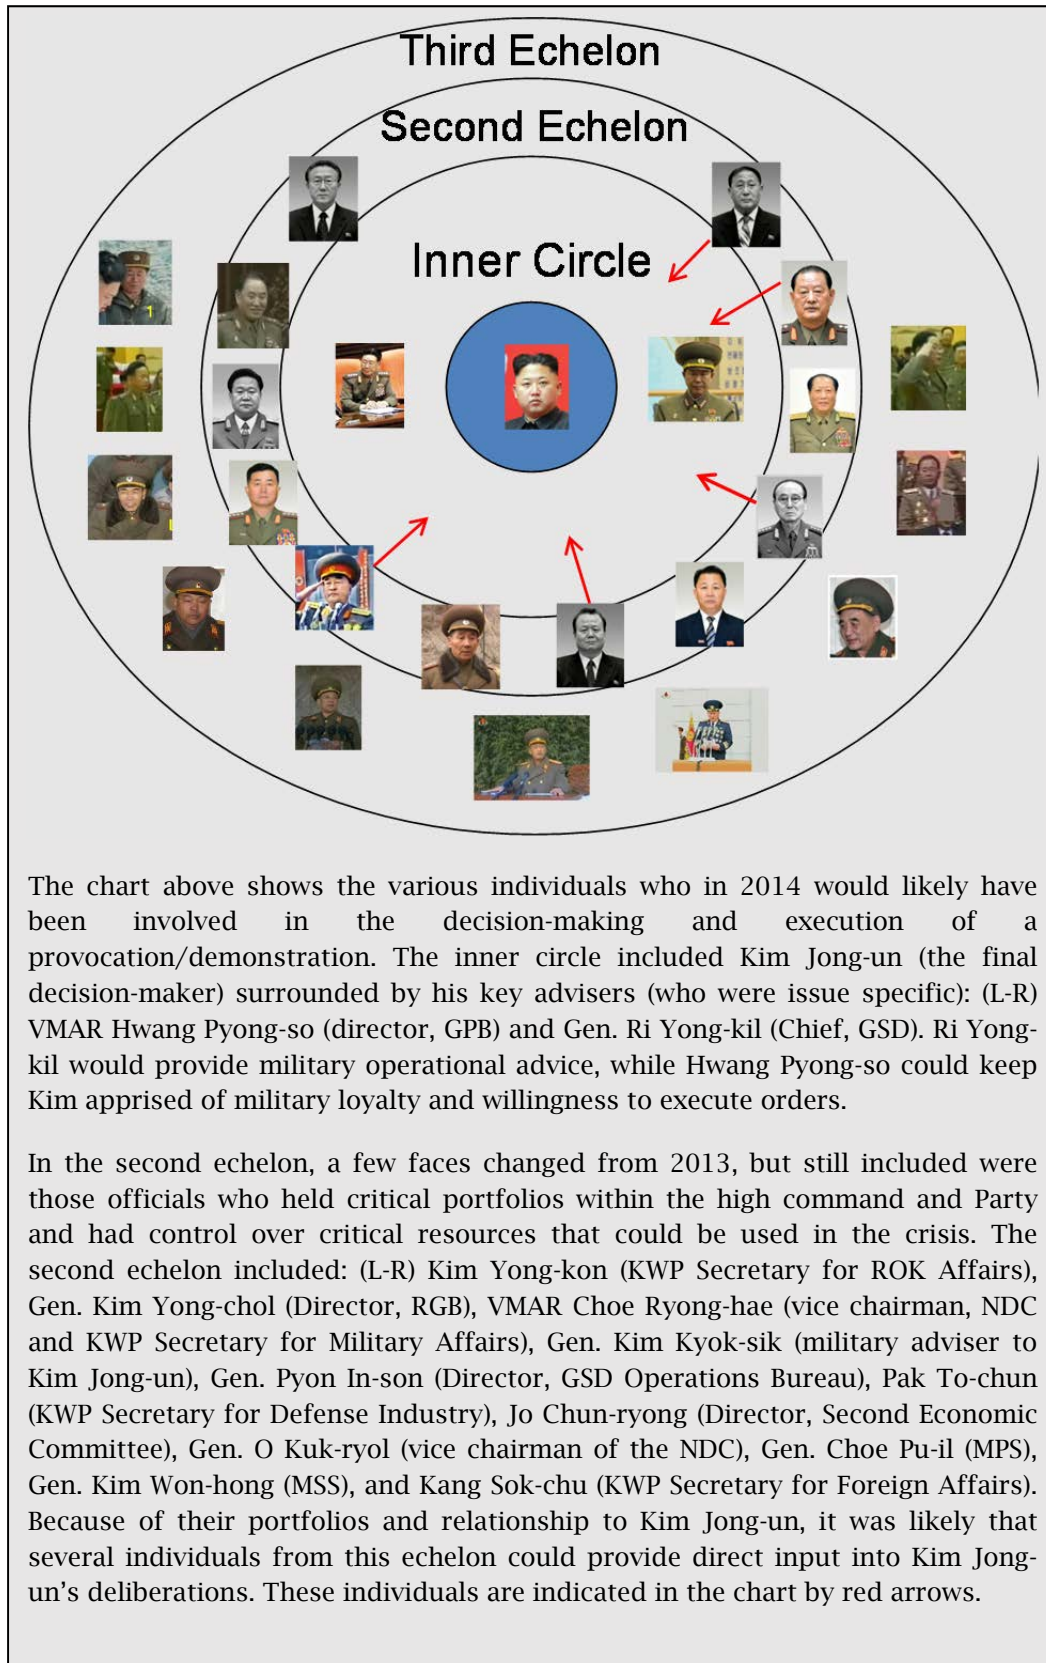 Third Echelon
Second Echelon
Inner Circle
1
The chart above shows the various individuals who in 2014 would likely have
been involved in the decision-making and execution of a
provocation/demonstration. The inner circle included Kim Jong-un (the final
decision-maker) surrounded by his key advisers (who were issue specific): (L-R)
VMAR Hwang Pyong-so (director, GPB) and Gen. Ri Yong-kil (Chief, GSD). Ri Yong-
kil would provide military operational advice, while Hwang Pyong-so could keep
Kim apprised of military loyalty and willingness to execute orders.
In the second echelon, a few faces changed from 2013, but still included were
those officials who held critical portfolios within the high command and Party
and had control over critical resources that could be used in the crisis. The
second echelon included: (L-R) Kim Yong-kon (KWP Secretary for ROK Affairs),
Gen. Kim Yong-chol (Director, RGB), VMAR Choe Ryong-hae (vice chairman, NDC
and KWP Secretary for Military Affairs), Gen. Kim Kyok-sik (military adviser to
Kim Jong-un), Gen. Pyon In-son (Director, GSD Operations Bureau), Pak To-chun
(KWP Secretary for Defense Industry), Jo Chun-ryong (Director, Second Economic
Committee), Gen. O Kuk-ryol (vice chairman of the NDC), Gen. Choe Pu-il (MPS),
Gen. Kim Won-hong (MSS), and Kang Sok-chu (KWP Secretary for Foreign Affairs).
Because of their portfolios and relationship to Kim Jong-un, it was likely that
several individuals from this echelon could provide direct input into Kim Jong-
un's deliberations. These individuals are indicated in the chart by red arrows.